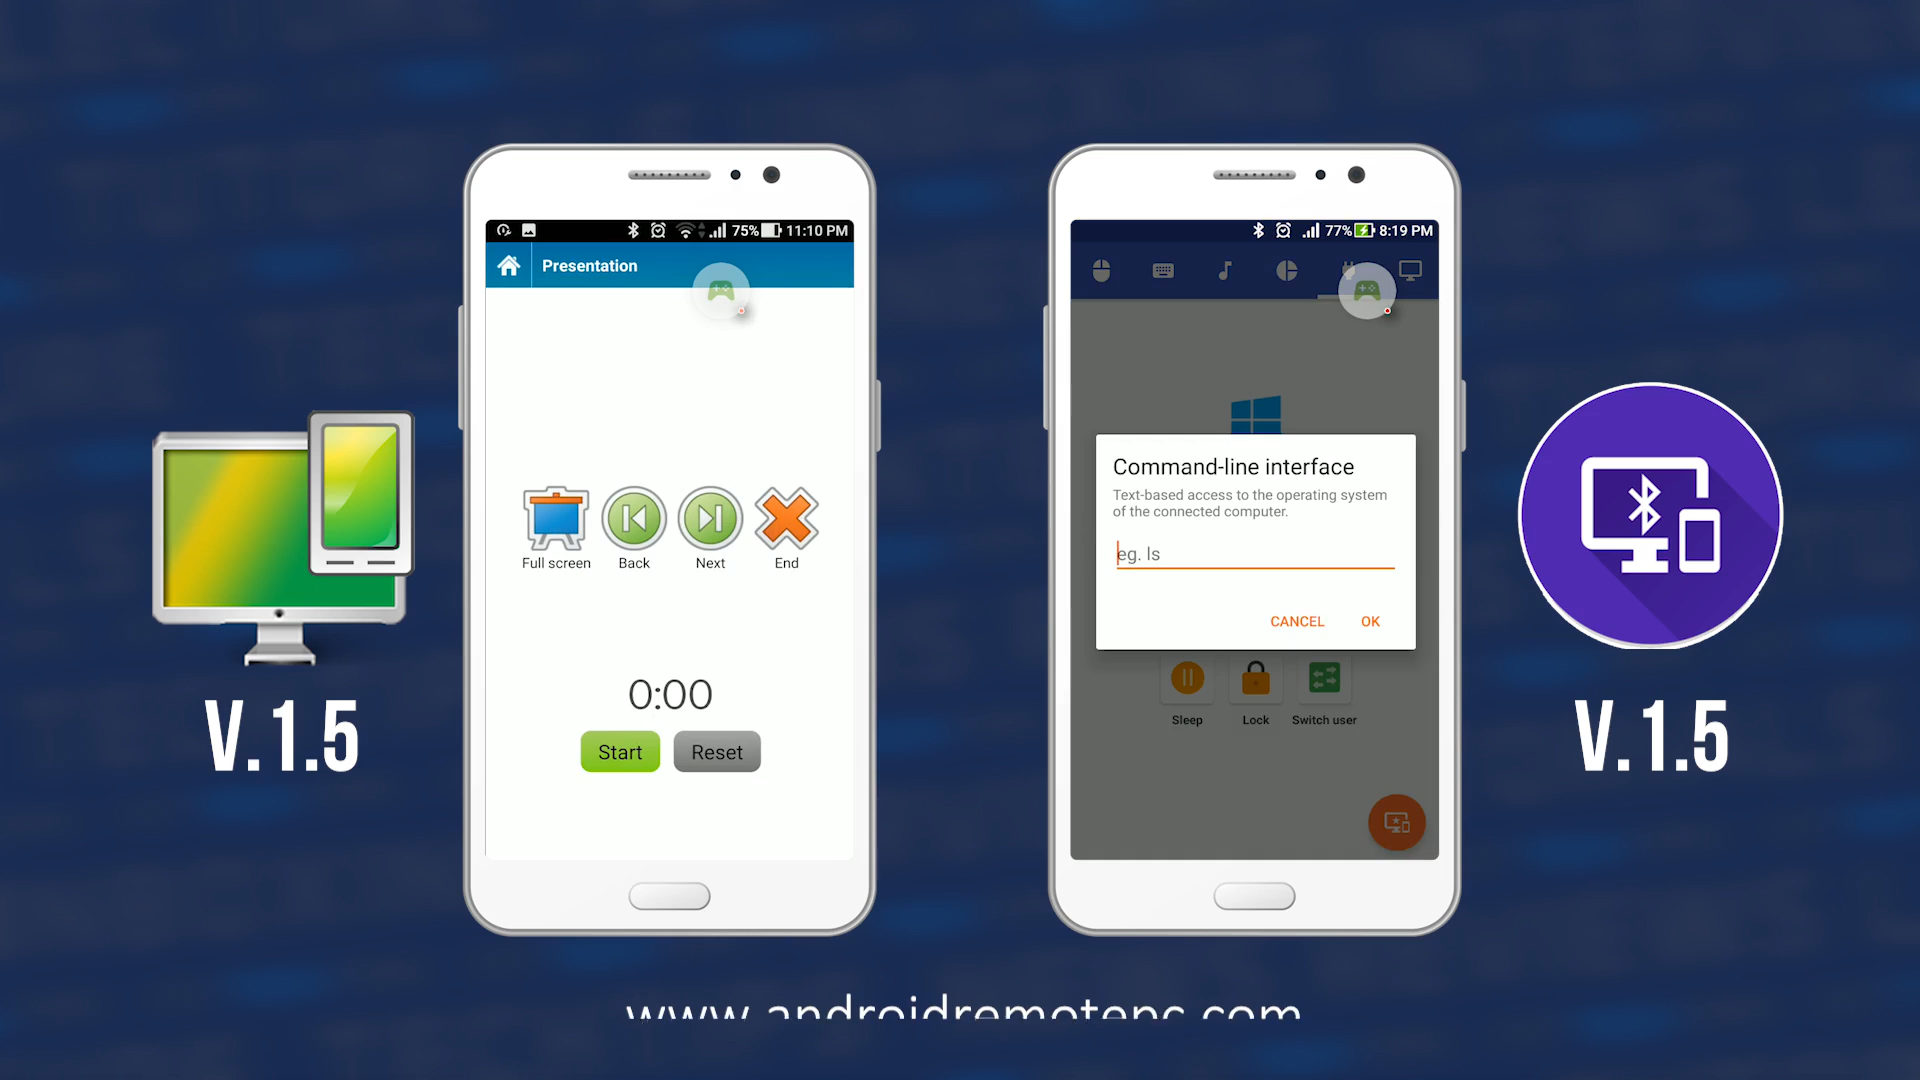 75% 11:10 PM
Presentation
Full screen Back Next End
0:00
Start Reset
V.1.5
77% 8:19 PM
Command-line interface
Text-based access to the operating system
of the connected computer.
eg. ls
CANCEL OK
Sleep Lock Switch user
V.1.5
www.androidremotepc.com